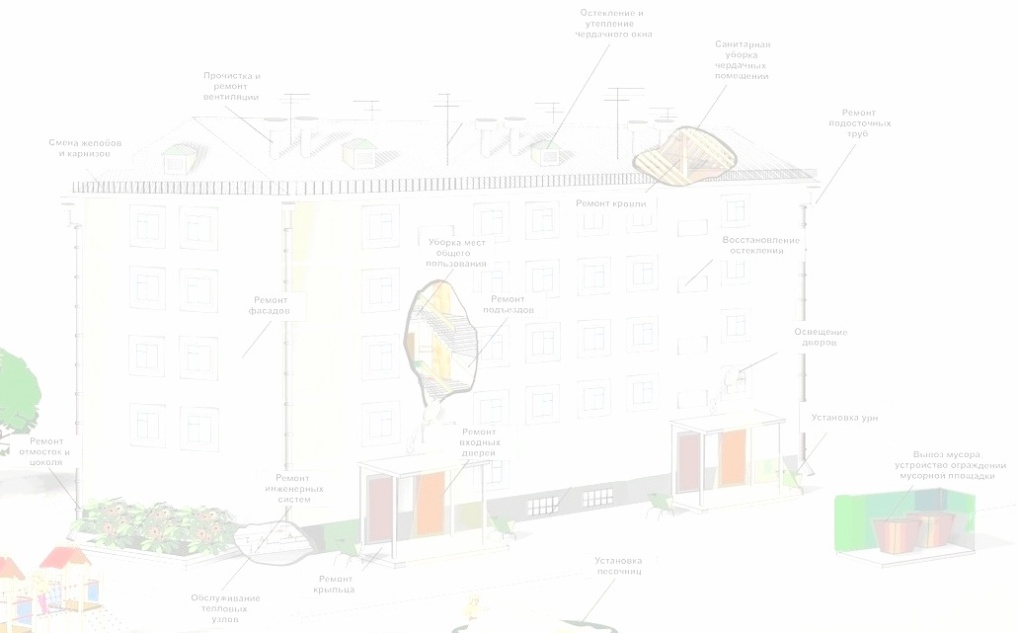 Остекление и
утепление
чердачного окна
Санитарная
уборка
чердачных
помещений
Прочистка и
ремонт
вентиляции
Ремонт
водосточных
труб
Смена желобов
и карнизов
Ремонт кровли
Уборка мест
общего
пользования
Восстановление
остекления
Ремонт
фасадов
Ремонт
подъездов
Освещение
дворов
Установка урн
Ремонт
отмосток и
цоколя
Ремонт
входных
дверей
Вывоз мусора,
устройство ограждении
мусорной площадки
Ремонт
инженерных
систем
Установка
песочниц
Ремонт
крыльца
Обслуживание
тепловых
узлов